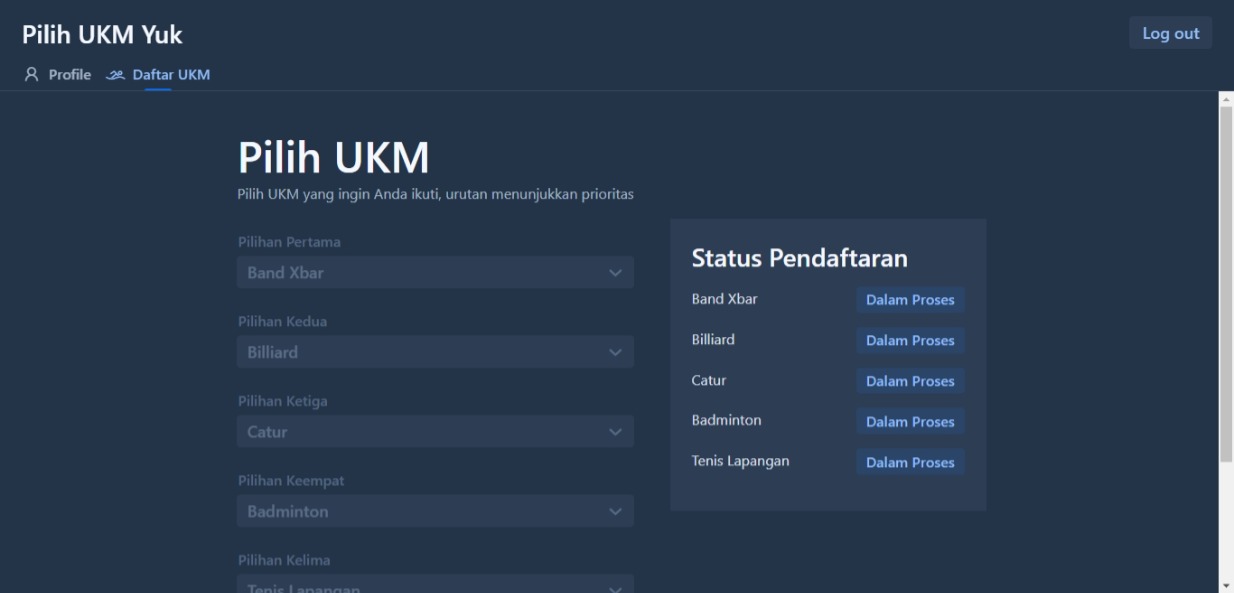 Pilih UKM Yuk
Log out
Profile
Daftar UKM
Pilih UKM
Pilih UKM yang ingin Anda ikuti, urutan menunjukkan prioritas
Pilihan Pertama
Band Xbar
Pilihan Kedua
Billiard
Pilihan Ketiga
Catur
Pilihan Keempat
Badminton
Pilihan Kelima
Tenis Lapangan
Status Pendaftaran
Band Xbar Dalam Proses
Billiard Dalam Proses
Catur Dalam Proses
Badminton Dalam Proses
Tenis Lapangan Dalam Proses